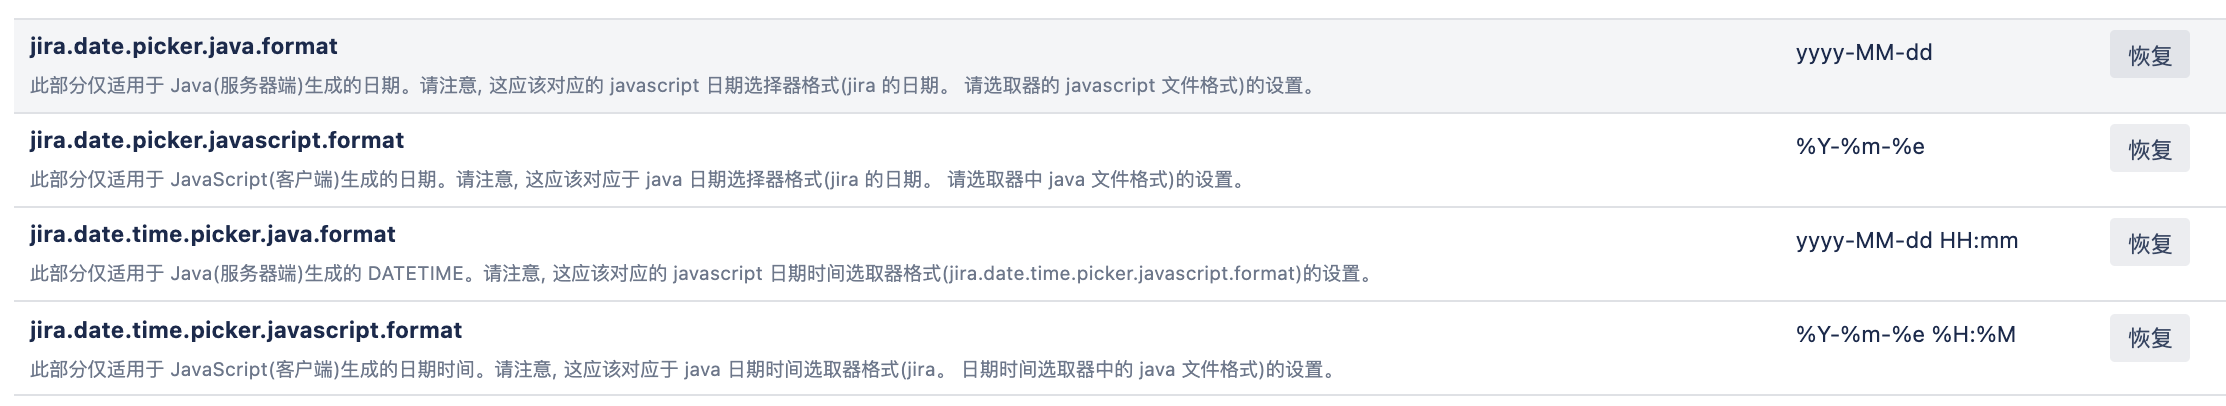 jira.date.picker.java.format
yyyy-MM-dd
恢复
此部分仅适用于 Java(服务器端)生成的日期。请注意, 这应该对应的 javascript 日期选择器格式(jira 的日期。 请选取器的 javascript 文件格式)的设置。
jira.date.picker.javascript.format
%Y-%m-%e
恢复
此部分仅适用于 JavaScript(客户端)生成的日期。请注意, 这应该对应于 java 日期选择器格式(jira 的日期。 请选取器中 java 文件格式)的设置。
jira.date.time.picker.java.format
yyyy-MM-dd HH:mm
恢复
此部分仅适用于 Java(服务器端)生成的 DATETIME。请注意, 这应该对应的 javascript 日期时间选取器格式(jira.date.time.picker.javascript.format)的设置。
jira.date.time.picker.javascript.format
%Y-%m-%e %H:%M
恢复
此部分仅适用于 JavaScript(客户端)生成的日期时间。请注意, 这应该对应于 java 日期时间选取器格式(jira。 日期时间选取器中的 java 文件格式)的设置。